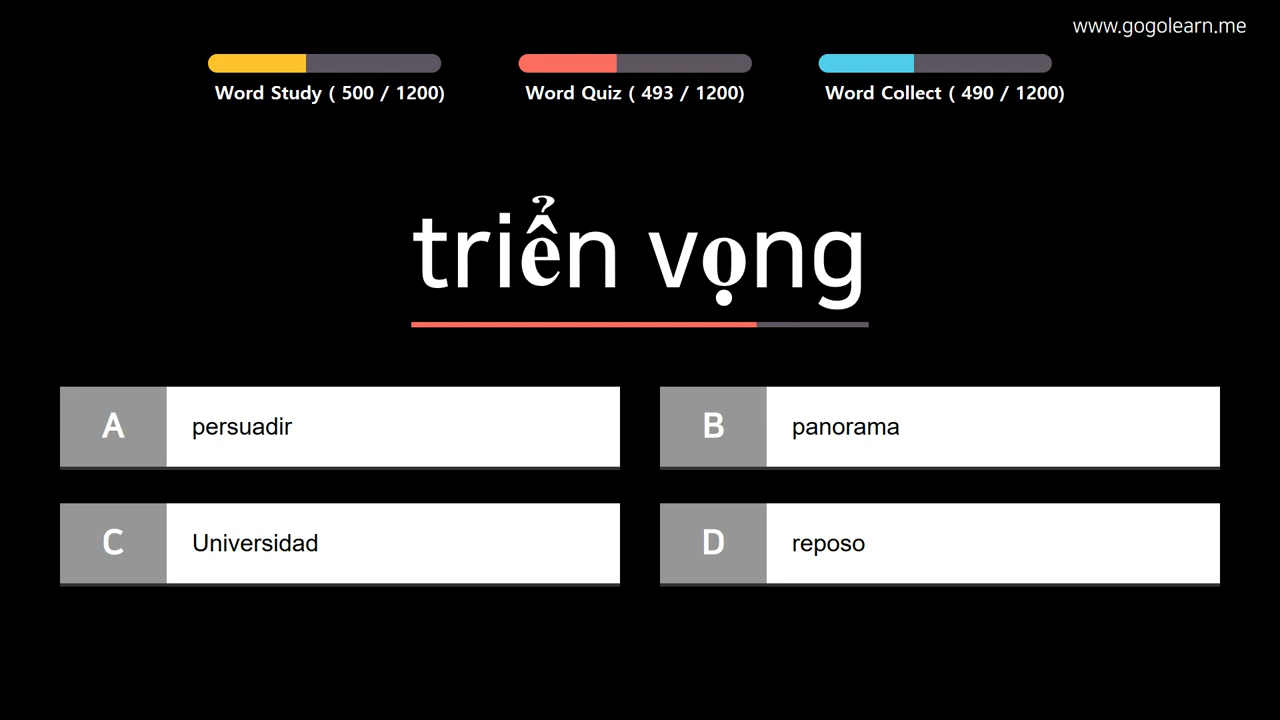 www.gogolearn.me
Word Study ( 500 / 1200)
Word Quiz ( 493 / 1200)
Word Collect ( 490 / 1200)
triển vọng
A persuadir
B panorama
C Universidad
D reposo